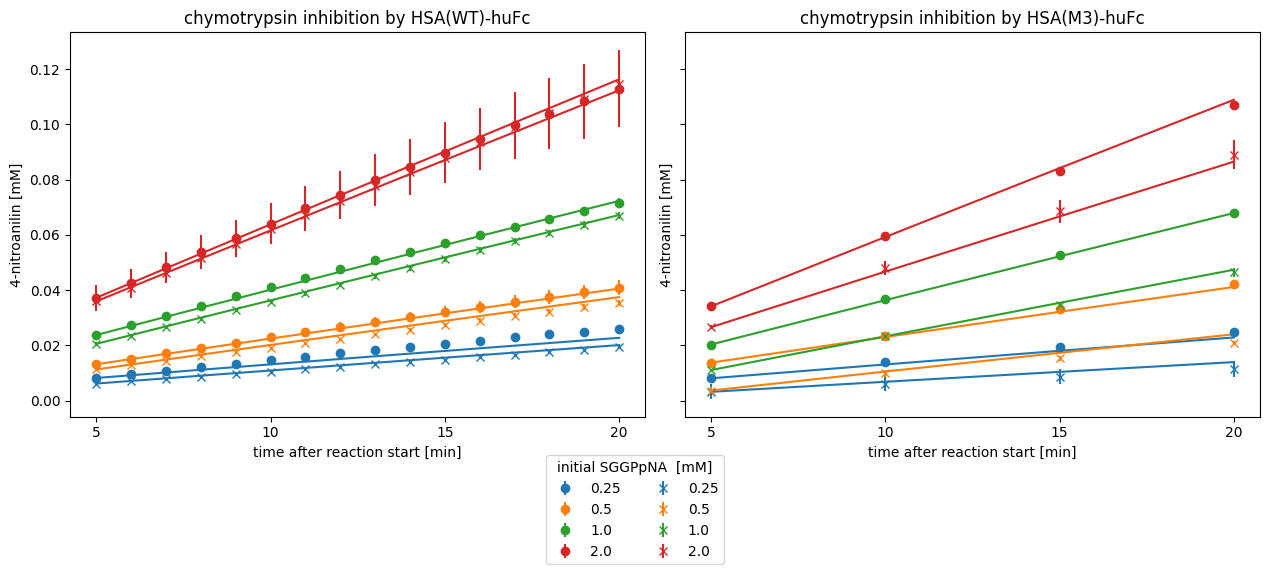 chymotrypsin inhibition by HSA(WT)-huFc
chymotrypsin inhibition by HSA(M3)-huFc
4-nitroanilin [mM]
0.12
0.10
0.08
0.06
0.04
0.02
0.00
5
10
15
20
time after reaction start [min]
4-nitroanilin [mM]
5
10
15
20
time after reaction start [min]
initial SGGPpNA  [mM]
0.25 0.25
0.5 0.5
1.0 1.0
2.0 2.0